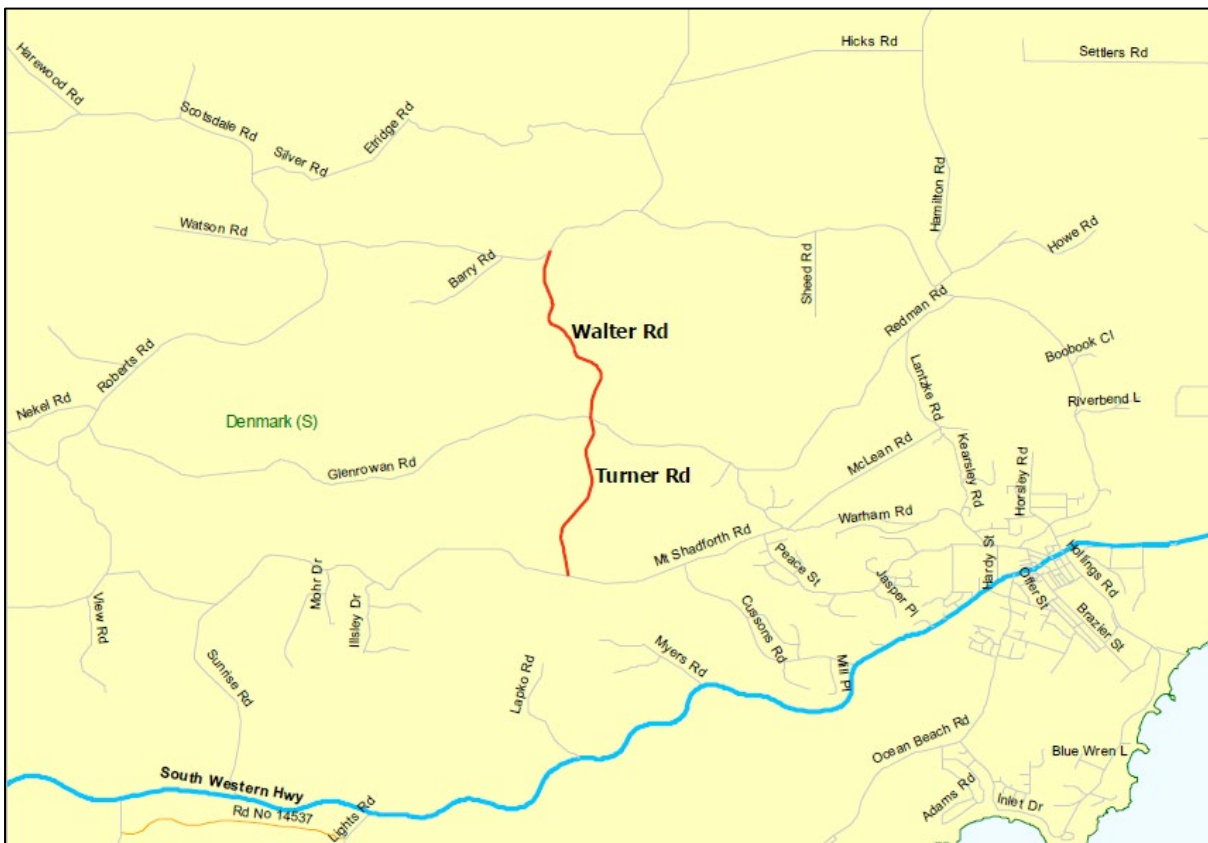 Hicks Rd
Settlers Rd
Harewood Rd
Scotsdale Rd
Etridge Rd
Silver Rd
Hamilton Rd
Watson Rd
Howe Rd
Barry Rd
Sheed Rd
Redman Rd
Walter Rd
Boobook Cl
Roberts Rd
Lantzke Rd
Nekel Rd
Riverbend L
Denmark (S)
McLean Rd
Kearsley Rd
Glenrowan Rd
Turner Rd
Horsley Rd
Warham Rd
Mt Shadforth Rd
Peace St
Hardy St
Hollings Rd
Mohr Dr
Illsley Dr
Jasper Pl
Offer St
View Rd
Cussons Rd
Brazier St
Sunrise Rd
Myers Rd
Mill Pl
Lapko Rd
Ocean Beach Rd
Blue Wren L
South Western Hwy
Adams Rd
Inlet Dr
Rd No 14537
Lights Rd